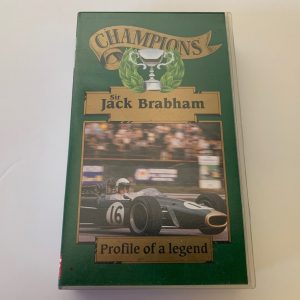 CHAMPIONS
Sir
Jack Brabham
16
Profile of a legend